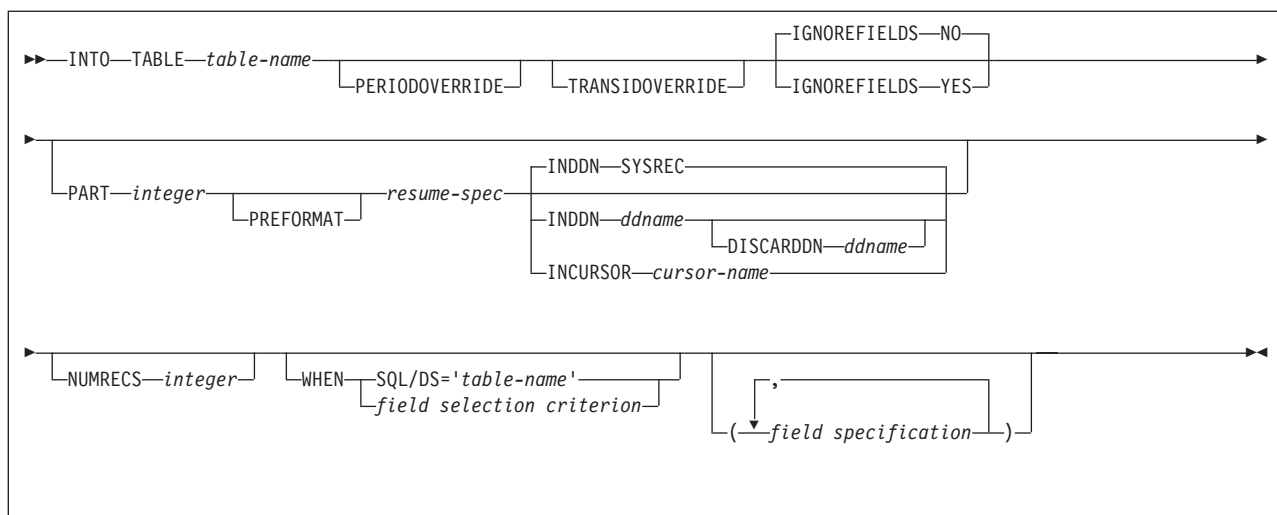 IGNOREFIELDS NO
INTO TABLE table-name
PERIODOVERRIDE TRANSIDOVERRIDE IGNOREFIELDS YES
INDDN SYSREC
PART integer resume-spec
PREFORMAT INDDN ddname
DISCARDDN ddname
INCURSOR cursor-name
NUMRECS integer WHEN SQL/DS='table-name' ,
field selection criterion
( field specification )